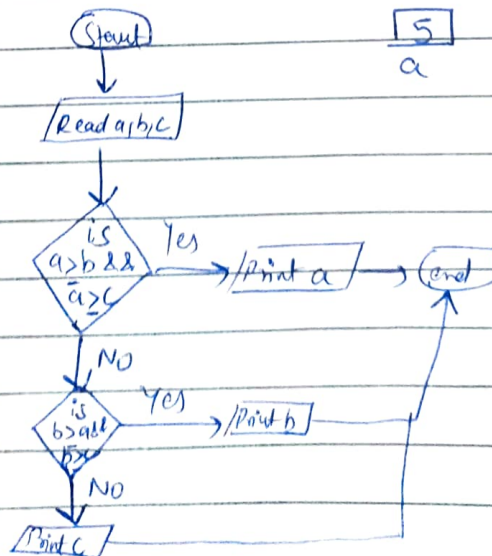 Start
5
a
Read a,b,c
is
a≥b &&
a≥c
Yes
Print a
end
NO
is
b≥a&&
b≥c
Yes
Print b
NO
Print C